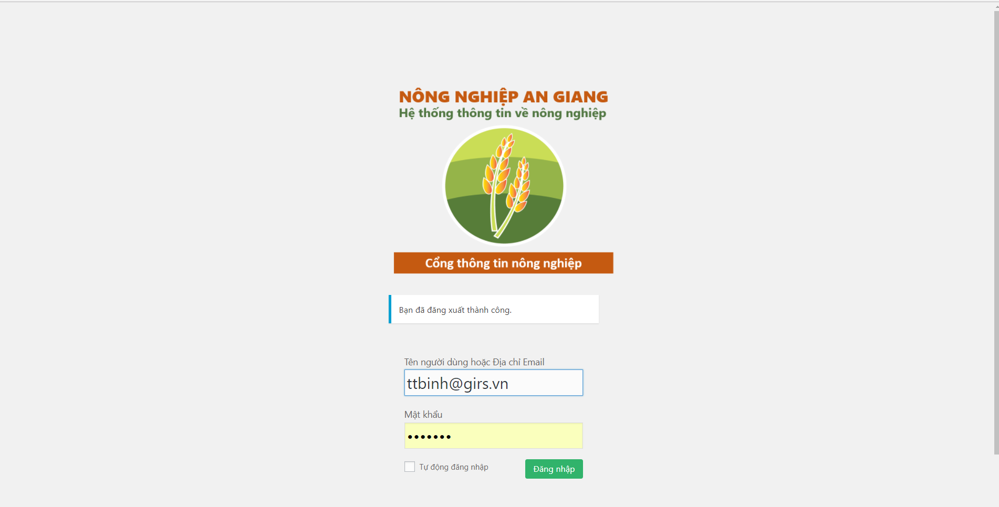 NÔNG NGHIỆP AN GIANG
Hệ thống thông tin về nông nghiệp
Cổng thông tin nông nghiệp
Bạn đã đăng xuất thành công.
Tên người dùng hoặc Địa chỉ Email
ttbinh@girs.vn
Mật khẩu
•••••••
Tự động đăng nhập
Đăng nhập